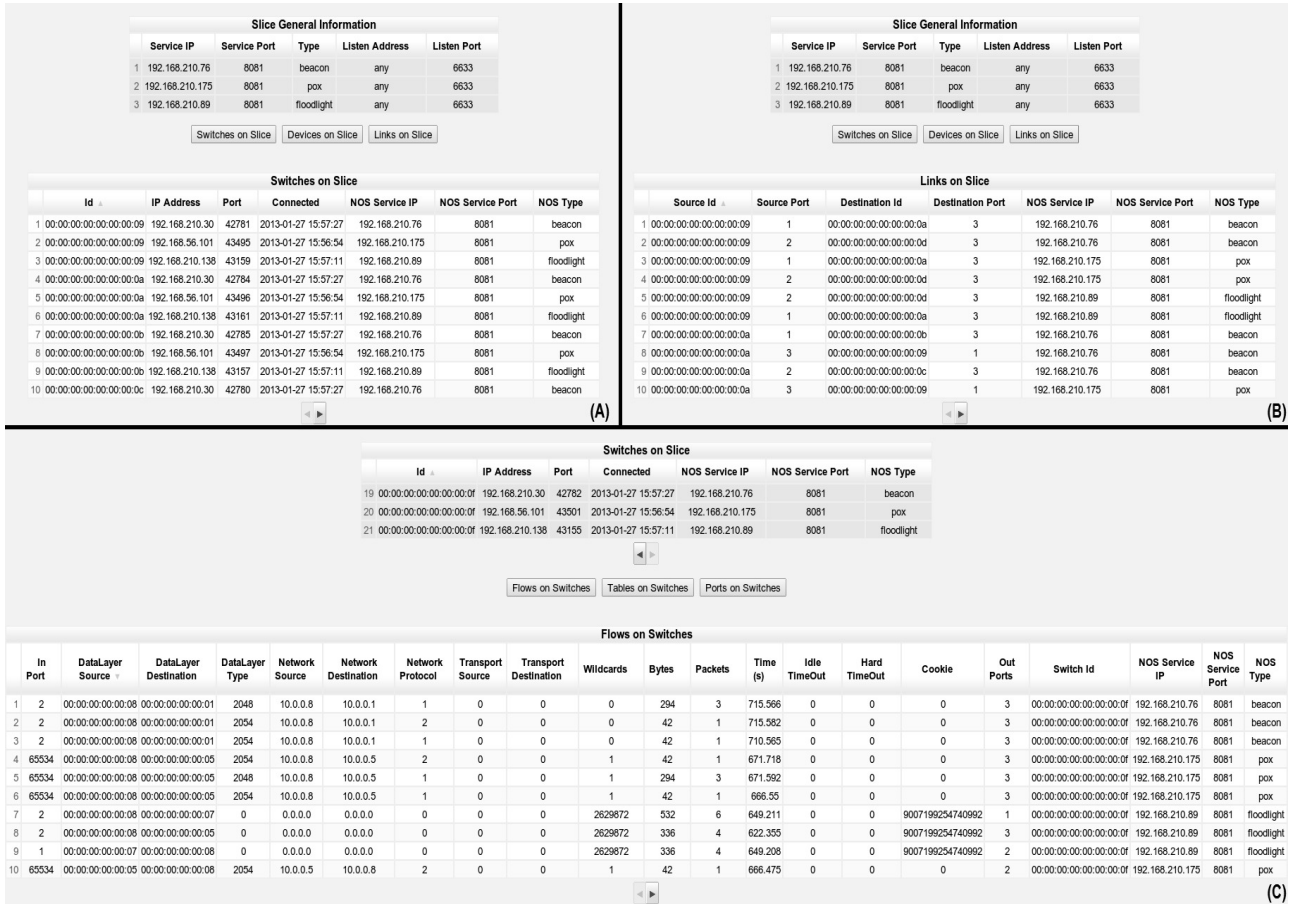 Slice General Information
Service IP Service Port Type Listen Address Listen Port
1 192.168.210.76 8081 beacon any 6633
2 192.168.210.175 8081 pox any 6633
3 192.168.210.89 8081 floodlight any 6633
Switches on Slice Devices on Slice Links on Slice
Switches on Slice
Id IP Address Port Connected NOS Service IP NOS Service Port NOS Type
1 00:00:00:00:00:00:00:09 192.168.210.30 42781 2013-01-27 15:57:27 192.168.210.76 8081 beacon
2 00:00:00:00:00:00:00:09 192.168.56.101 43495 2013-01-27 15:56:54 192.168.210.175 8081 pox
3 00:00:00:00:00:00:00:09 192.168.210.138 43159 2013-01-27 15:57:11 192.168.210.89 8081 floodlight
4 00:00:00:00:00:00:00:0a 192.168.210.30 42784 2013-01-27 15:57:27 192.168.210.76 8081 beacon
5 00:00:00:00:00:00:00:0a 192.168.56.101 43496 2013-01-27 15:56:54 192.168.210.175 8081 pox
6 00:00:00:00:00:00:00:0a 192.168.210.138 43161 2013-01-27 15:57:11 192.168.210.89 8081 floodlight
7 00:00:00:00:00:00:00:0b 192.168.210.30 42785 2013-01-27 15:57:27 192.168.210.76 8081 beacon
8 00:00:00:00:00:00:00:0b 192.168.56.101 43497 2013-01-27 15:56:54 192.168.210.175 8081 pox
9 00:00:00:00:00:00:00:0b 192.168.210.138 43157 2013-01-27 15:57:11 192.168.210.89 8081 floodlight
10 00:00:00:00:00:00:00:0c 192.168.210.30 42780 2013-01-27 15:57:27 192.168.210.76 8081 beacon
(A)
Slice General Information
Service IP Service Port Type Listen Address Listen Port
1 192.168.210.76 8081 beacon any 6633
2 192.168.210.175 8081 pox any 6633
3 192.168.210.89 8081 floodlight any 6633
Switches on Slice Devices on Slice Links on Slice
Links on Slice
Source Id Source Port Destination Id Destination Port NOS Service IP NOS Service Port NOS Type
1 00:00:00:00:00:00:00:09 1 00:00:00:00:00:00:00:0a 3 192.168.210.76 8081 beacon
2 00:00:00:00:00:00:00:09 2 00:00:00:00:00:00:00:0d 3 192.168.210.76 8081 beacon
3 00:00:00:00:00:00:00:09 1 00:00:00:00:00:00:00:0a 3 192.168.210.175 8081 pox
4 00:00:00:00:00:00:00:09 2 00:00:00:00:00:00:00:0d 3 192.168.210.175 8081 pox
5 00:00:00:00:00:00:00:09 2 00:00:00:00:00:00:00:0d 3 192.168.210.89 8081 floodlight
6 00:00:00:00:00:00:00:09 1 00:00:00:00:00:00:00:0a 3 192.168.210.89 8081 floodlight
7 00:00:00:00:00:00:00:0a 1 00:00:00:00:00:00:00:0b 3 192.168.210.76 8081 beacon
8 00:00:00:00:00:00:00:0a 3 00:00:00:00:00:00:00:09 1 192.168.210.76 8081 beacon
9 00:00:00:00:00:00:00:0a 2 00:00:00:00:00:00:00:0c 3 192.168.210.76 8081 beacon
10 00:00:00:00:00:00:00:0a 3 00:00:00:00:00:00:00:09 1 192.168.210.175 8081 pox
(B)
Switches on Slice
Id IP Address Port Connected NOS Service IP NOS Service Port NOS Type
19 00:00:00:00:00:00:00:0f 192.168.210.30 42782 2013-01-27 15:57:27 192.168.210.76 8081 beacon
20 00:00:00:00:00:00:00:0f 192.168.56.101 43501 2013-01-27 15:56:54 192.168.210.175 8081 pox
21 00:00:00:00:00:00:00:0f 192.168.210.138 43155 2013-01-27 15:57:11 192.168.210.89 8081 floodlight
Flows on Switches Tables on Switches Ports on Switches
Flows on Switches
In Port DataLayer Source DataLayer Destination DataLayer Type Network Source Network Destination Network Protocol Transport Source Transport Destination Wildcards Bytes Packets Time (s) Idle TimeOut Hard TimeOut Cookie Out Ports Switch Id NOS Service IP NOS Service Port NOS Type
1 2 00:00:00:00:00:08 00:00:00:00:00:01 2048 10.0.0.8 10.0.0.1 1 0 0 0 294 3 715.566 0 0 0 3 00:00:00:00:00:00:00:0f 192.168.210.76 8081 beacon
2 2 00:00:00:00:00:08 00:00:00:00:00:01 2054 10.0.0.8 10.0.0.1 2 0 0 0 42 1 715.582 0 0 0 3 00:00:00:00:00:00:00:0f 192.168.210.76 8081 beacon
3 2 00:00:00:00:00:08 00:00:00:00:00:01 2054 10.0.0.8 10.0.0.1 1 0 0 0 42 1 710.565 0 0 0 3 00:00:00:00:00:00:00:0f 192.168.210.76 8081 beacon
4 65534 00:00:00:00:00:08 00:00:00:00:00:05 2054 10.0.0.8 10.0.0.5 2 0 0 1 42 1 671.718 0 0 0 3 00:00:00:00:00:00:00:0f 192.168.210.175 8081 pox
5 65534 00:00:00:00:00:08 00:00:00:00:00:05 2048 10.0.0.8 10.0.0.5 1 0 0 1 294 3 671.592 0 0 0 3 00:00:00:00:00:00:00:0f 192.168.210.175 8081 pox
6 65534 00:00:00:00:00:08 00:00:00:00:00:05 2054 10.0.0.8 10.0.0.5 1 0 0 1 42 1 666.55 0 0 0 3 00:00:00:00:00:00:00:0f 192.168.210.175 8081 pox
7 2 00:00:00:00:00:08 00:00:00:00:00:07 0 0.0.0.0 0.0.0.0 0 0 0 2629872 532 6 649.211 0 0 9007199254740992 1 00:00:00:00:00:00:00:0f 192.168.210.89 8081 floodlight
8 2 00:00:00:00:00:08 00:00:00:00:00:05 0 0.0.0.0 0.0.0.0 0 0 0 2629872 336 4 622.355 0 0 9007199254740992 3 00:00:00:00:00:00:00:0f 192.168.210.89 8081 floodlight
9 1 00:00:00:00:00:07 00:00:00:00:00:08 0 0.0.0.0 0.0.0.0 0 0 0 2629872 336 4 649.208 0 0 9007199254740992 2 00:00:00:00:00:00:00:0f 192.168.210.89 8081 floodlight
10 65534 00:00:00:00:00:05 00:00:00:00:00:08 2054 10.0.0.5 10.0.0.8 2 0 0 1 42 1 666.475 0 0 0 2 00:00:00:00:00:00:00:0f 192.168.210.175 8081 pox
(C)